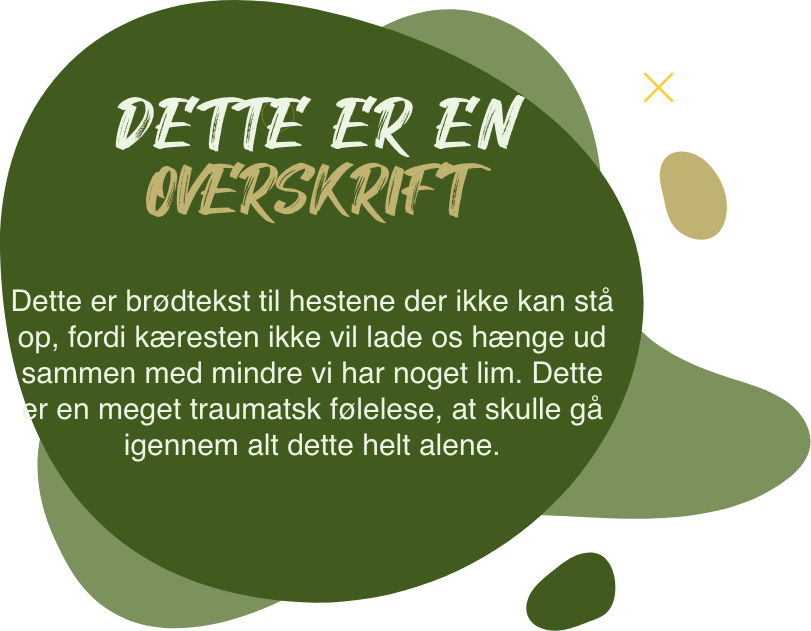 DETTE ER EN
OVERSKRIFT
Dette er brødtekst til hestene der ikke kan stå
op, fordi kæresten ikke vil lade os hænge ud
sammen med mindre vi har noget lim. Dette
er en meget traumatsk følelese, at skulle gå
igennem alt dette helt alene.